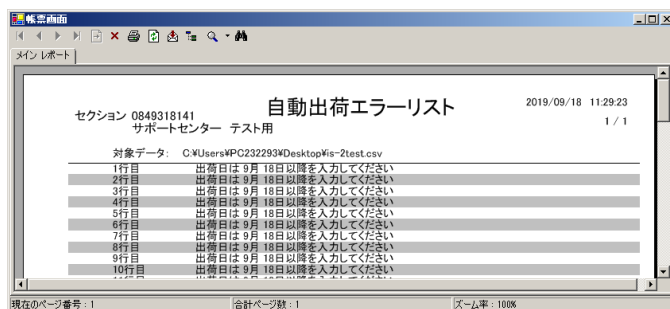 帳票画面
メイン レポート
自動出荷エラーリスト
2019/09/18 11:29:23
1 / 1
セクション 0849318141
サポートセンター テスト用
対象データ: C:¥Users¥PC232293¥Desktop¥is-2test.csv
1行目 出荷日は 9月 18日以降を入力してください
2行目 出荷日は 9月 18日以降を入力してください
3行目 出荷日は 9月 18日以降を入力してください
4行目 出荷日は 9月 18日以降を入力してください
5行目 出荷日は 9月 18日以降を入力してください
6行目 出荷日は 9月 18日以降を入力してください
7行目 出荷日は 9月 18日以降を入力してください
8行目 出荷日は 9月 18日以降を入力してください
9行目 出荷日は 9月 18日以降を入力してください
10行目 出荷日は 9月 18日以降を入力してください
現在のページ番号:1 合計ページ数:1 ズーム率:100%